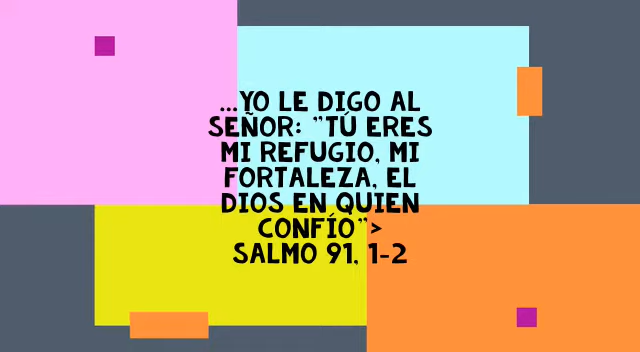 ...YO LE DIGO AL
SEÑOR: "TÚ ERES
MI REFUGIO, MI
FORTALEZA, EL
DIOS EN QUIEN
CONFÍO">
SALMO 91, 1-2